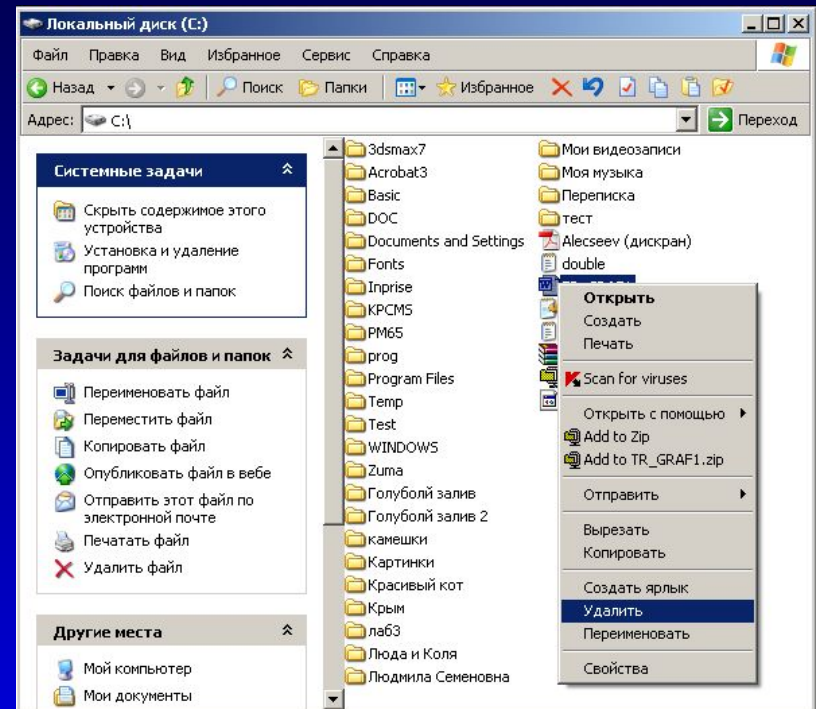 Локальный диск (C:)
Файл Правка Вид Избранное Сервис Справка
Назад Поиск Папки Избранное
Адрес: C:\ Переход
Системные задачи
Скрыть содержимое этого
устройства
Установка и удаление
программ
Поиск файлов и папок
Задачи для файлов и папок
Переименовать файл
Переместить файл
Копировать файл
Опубликовать файл в вебе
Отправить этот файл по
электронной почте
Печатать файл
Удалить файл
Другие места
Мой компьютер
Мои документы
3dsmax7
Acrobat3
Basic
DOC
Documents and Settings
Fonts
Inprise
KPCMS
PM65
prog
Program Files
Temp
Test
WINDOWS
Zuma
Голуболй залив
Голуболй залив 2
камешки
Картинки
Красивый кот
Крым
лаб3
Люда и Коля
Людмила Семеновна
Мои видеозаписи
Моя музыка
Переписка
тест
Alecseev (дискран)
double
Открыть
Создать
Печать
Scan for viruses
Открыть с помощью
Add to Zip
Add to TR_GRAF1.zip
Отправить
Вырезать
Копировать
Создать ярлык
Удалить
Переименовать
Свойства